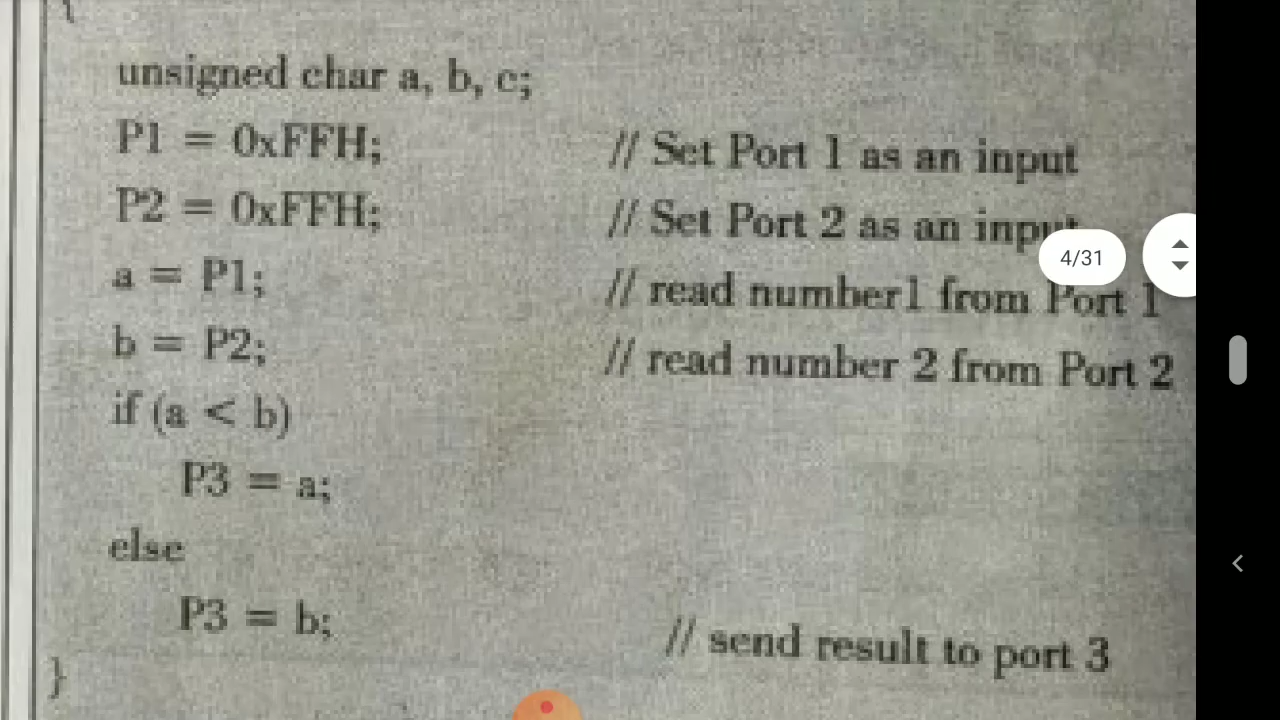 {
unsigned char a, b, c;
P1 = 0xFFH; // Set Port 1 as an input
P2 = 0xFFH; // Set Port 2 as an input
a = P1; // read number1 from Port 1
b = P2; // read number 2 from Port 2
if (a < b)
P3 = a;
else
P3 = b; // send result to port 3
}
4/31